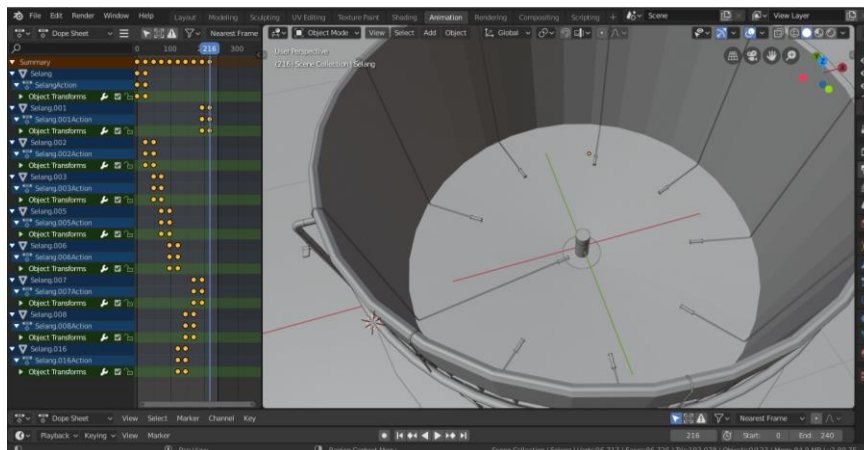 File Edit Render Window Help Layout Modeling Sculpting UV Editing Texture Paint Shading Animation Rendering Compositing Scripting + Scene View Layer
Dope Sheet Nearest Frame Object Mode View Select Add Object Global
0 100 216 300
User Perspective
(216) Scene Collection | Selang
Summary
Selang
SelangAction
Object Transforms
Selang.001
Selang.001Action
Object Transforms
Selang.002
Selang.002Action
Object Transforms
Selang.003
Selang.003Action
Object Transforms
Selang.005
Selang.005Action
Object Transforms
Selang.006
Selang.006Action
Object Transforms
Selang.007
Selang.007Action
Object Transforms
Selang.008
Selang.008Action
Object Transforms
Selang.016
Selang.016Action
Object Transforms
Dope Sheet View Select Marker Channel Key Nearest Frame
Playback Keying View Marker 216 Start: 0 End 240